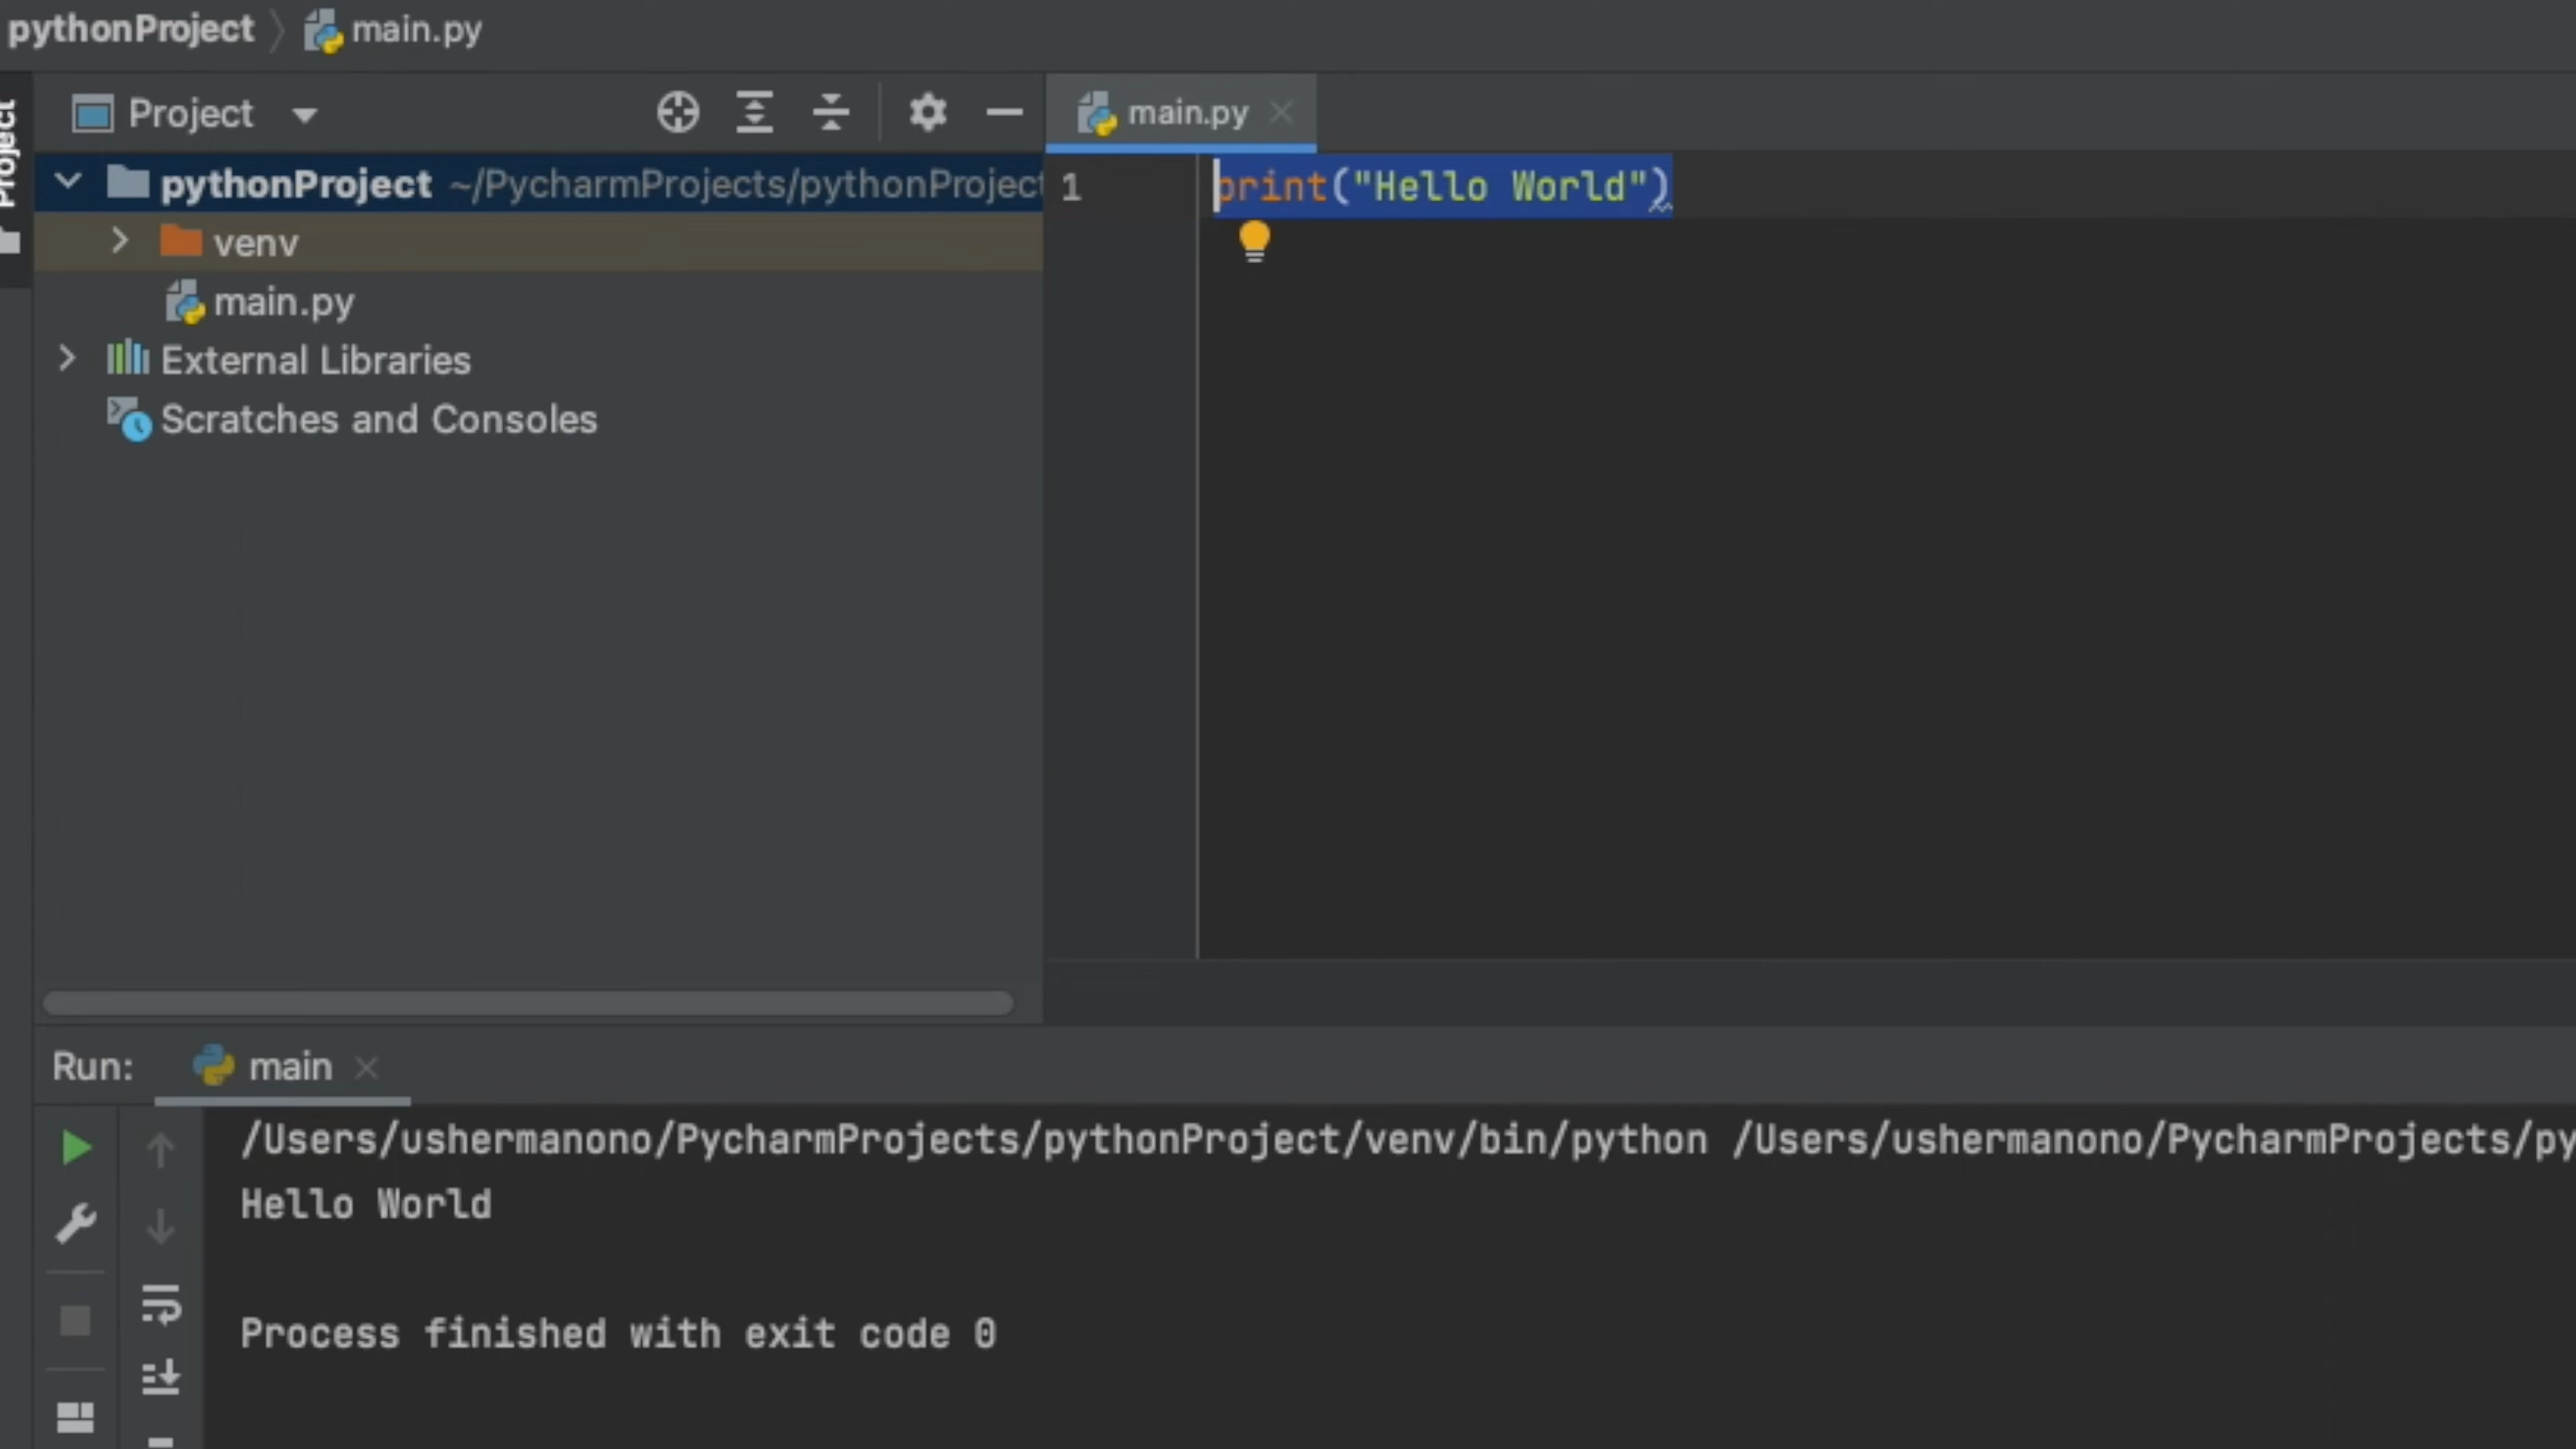 pythonProject main.py
Project
Project
main.py
pythonProject ~/PycharmProjects/pythonProject
1 print("Hello World")
venv
main.py
External Libraries
Scratches and Consoles
Run: main
/Users/ushermanono/PycharmProjects/pythonProject/venv/bin/python /Users/ushermanono/PycharmProjects/py
Hello World
Process finished with exit code 0